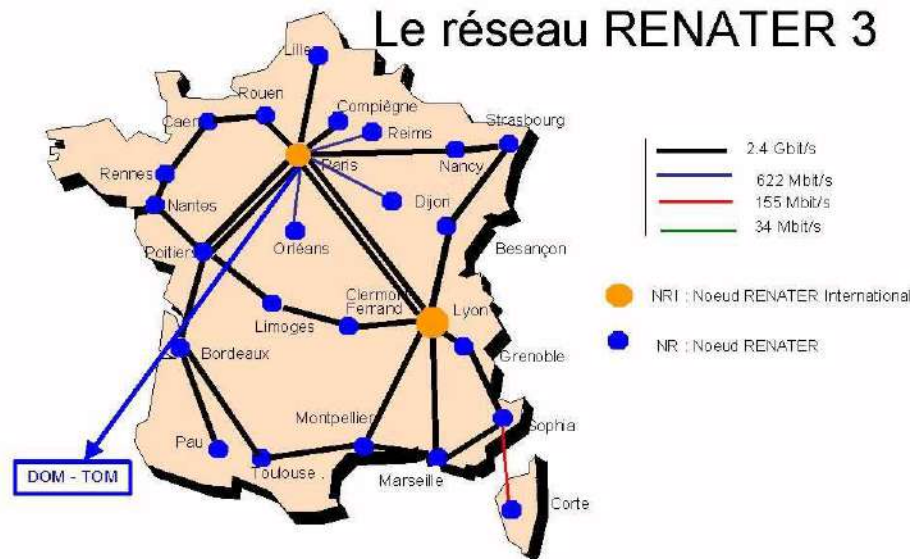 Le réseau RENATER 3
Lille
Rouen
Compiègne
Caen
Reims
Strasbourg
Paris
Nancy
Rennes
Nantes
Dijon
Orléans
Besançon
Poitiers
Clermont
Ferrand
Lyon
Limoges
Bordeaux
Grenoble
Montpellier
Sophia
Pau
Toulouse
Marseille
Corte
DOM - TOM
2.4 Gbit/s
622 Mbit/s
155 Mbit/s
34 Mbit/s
NRI : Noeud RENATER International
NR : Noeud RENATER